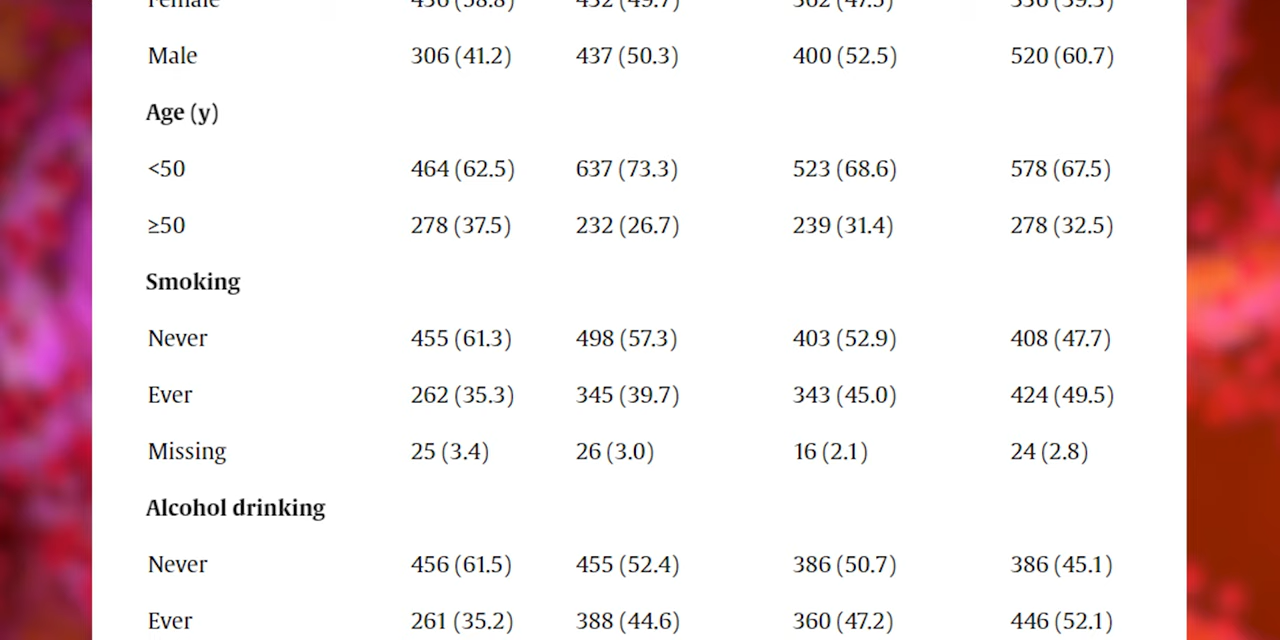 Male 306 (41.2) 437 (50.3) 400 (52.5) 520 (60.7)
Age (y)
<50 464 (62.5) 637 (73.3) 523 (68.6) 578 (67.5)
≥50 278 (37.5) 232 (26.7) 239 (31.4) 278 (32.5)
Smoking
Never 455 (61.3) 498 (57.3) 403 (52.9) 408 (47.7)
Ever 262 (35.3) 345 (39.7) 343 (45.0) 424 (49.5)
Missing 25 (3.4) 26 (3.0) 16 (2.1) 24 (2.8)
Alcohol drinking
Never 456 (61.5) 455 (52.4) 386 (50.7) 386 (45.1)
Ever 261 (35.2) 388 (44.6) 360 (47.2) 446 (52.1)